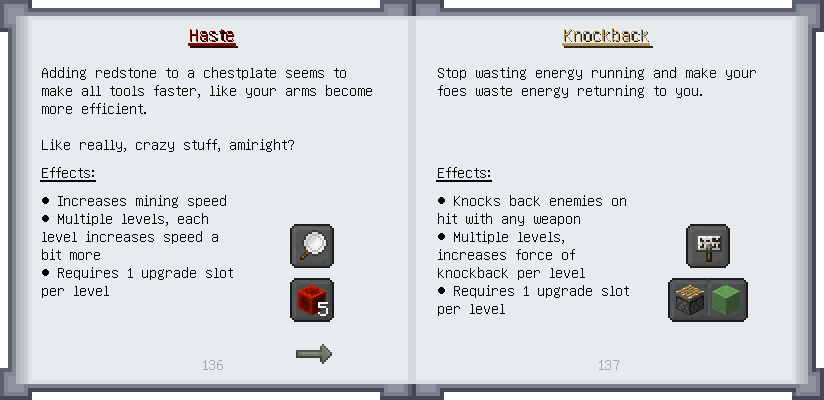 Haste
Adding redstone to a chestplate seems to
make all tools faster, like your arms become
more efficient.
Like really, crazy stuff, amiright?
Effects:
● Increases mining speed
● Multiple levels, each
level increases speed a
bit more
● Requires 1 upgrade slot
per level
5
136
Knockback
Stop wasting energy running and make your
foes waste energy returning to you.
Effects:
● Knocks back enemies on
hit with any weapon
● Multiple levels,
increases force of
knockback per level
● Requires 1 upgrade slot
per level
137